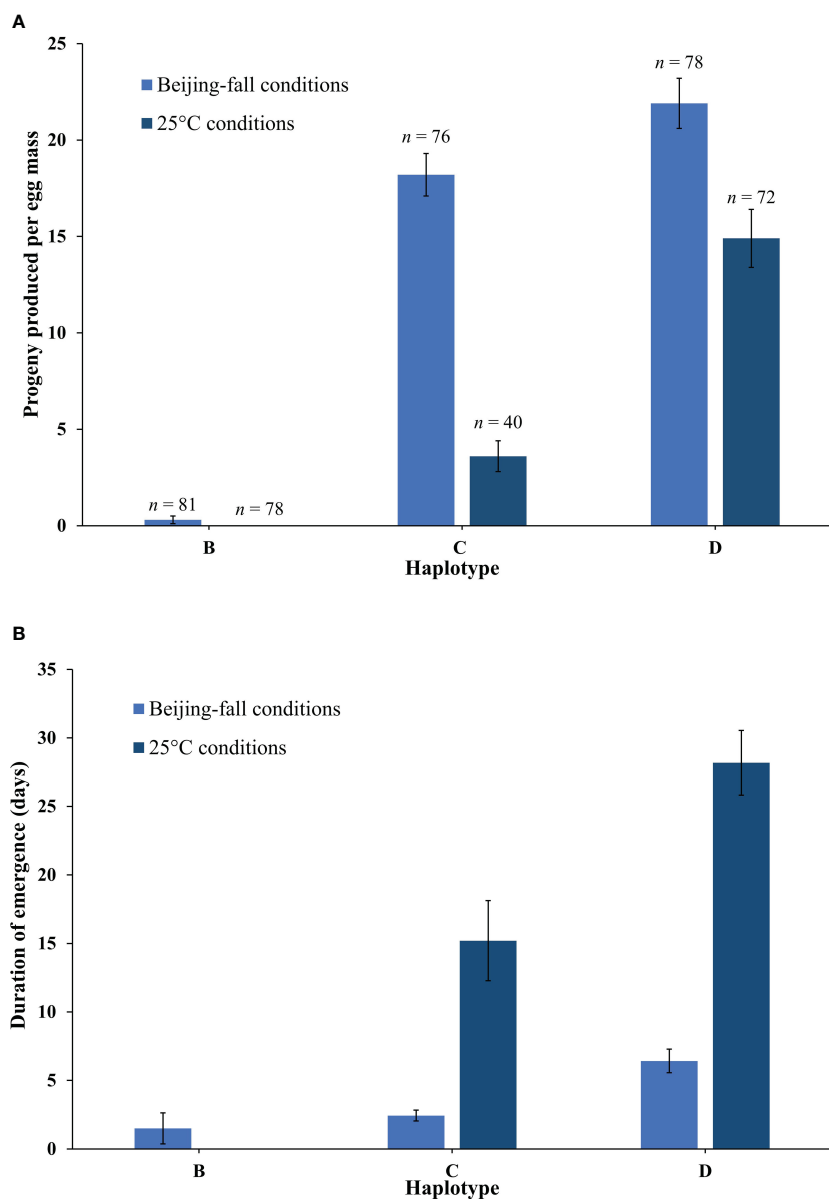 A
25
20
15
10
5
0
Progeny produced per egg mass
Beijing-fall conditions
25°C conditions
n = 81
n = 78
n = 76
n = 40
n = 78
n = 72
B
C
D
Haplotype
B
35
30
25
20
15
10
5
0
Duration of emergence (days)
Beijing-fall conditions
25°C conditions
B
C
D
Haplotype